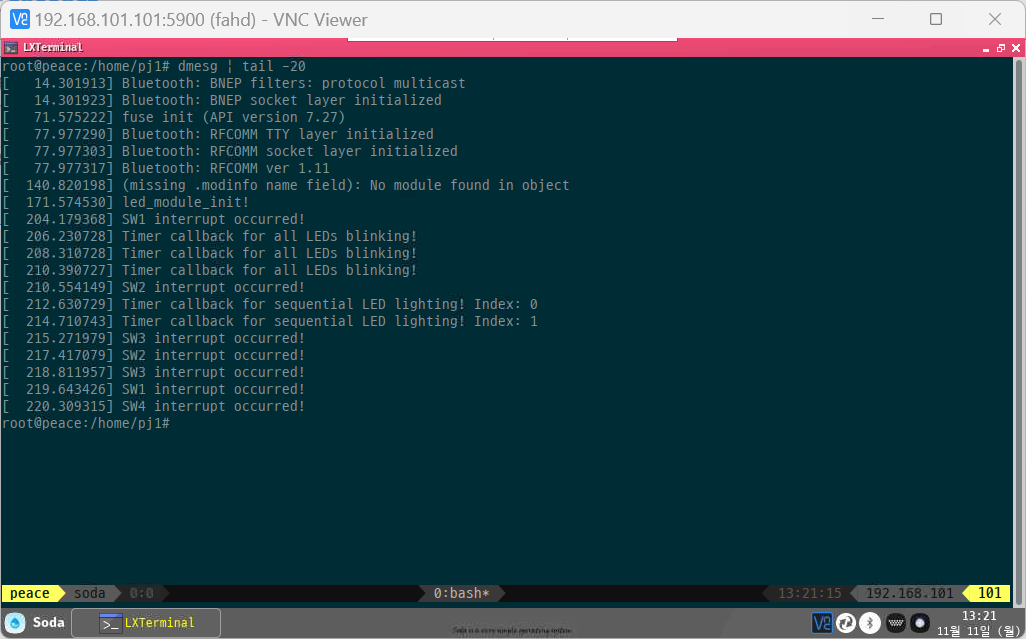 192.168.101.101:5900 (fahd) - VNC Viewer
LXTerminal
root@peace:/home/pj1# dmesg | tail -20
[   14.301913] Bluetooth: BNEP filters: protocol multicast
[   14.301923] Bluetooth: BNEP socket layer initialized
[   71.575222] fuse init (API version 7.27)
[   77.977290] Bluetooth: RFCOMM TTY layer initialized
[   77.977303] Bluetooth: RFCOMM socket layer initialized
[   77.977317] Bluetooth: RFCOMM ver 1.11
[  140.820198] (missing .modinfo name field): No module found in object
[  171.574530] led_module_init!
[  204.179368] SW1 interrupt occurred!
[  206.230728] Timer callback for all LEDs blinking!
[  208.310728] Timer callback for all LEDs blinking!
[  210.390727] Timer callback for all LEDs blinking!
[  210.554149] SW2 interrupt occurred!
[  212.630729] Timer callback for sequential LED lighting! Index: 0
[  214.710743] Timer callback for sequential LED lighting! Index: 1
[  215.271979] SW3 interrupt occurred!
[  217.417079] SW2 interrupt occurred!
[  218.811957] SW3 interrupt occurred!
[  219.643426] SW1 interrupt occurred!
[  220.309315] SW4 interrupt occurred!
root@peace:/home/pj1#
peace soda 0:0 0:bash* 13:21:15 192.168.101 101
Soda LXTerminal 13:21
Soda is a very simple operating system
11월 11일 (월)